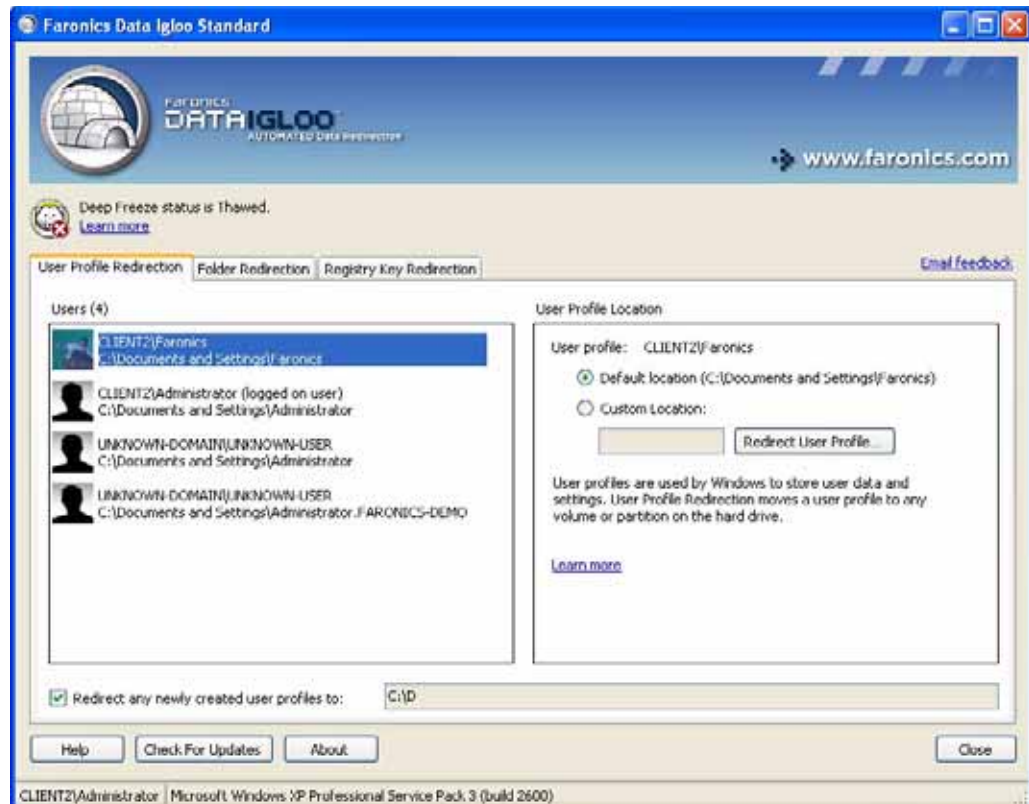 Faronics Data Igloo Standard
Faronics
DATAIGLOO
AUTOMATED Data Redirection
www.faronics.com
Deep Freeze status is Thawed.
Learn more
User Profile Redirection
Folder Redirection
Registry Key Redirection
Email feedback
Users (4)
CLIENT2\Faronics
C:\Documents and Settings\Faronics
CLIENT2\Administrator (logged on user)
C:\Documents and Settings\Administrator
UNKNOWN-DOMAIN\UNKNOWN-USER
C:\Documents and Settings\Administrator
UNKNOWN-DOMAIN\UNKNOWN-USER
C:\Documents and Settings\Administrator.FARONICS-DEMO
User Profile Location
User profile: CLIENT2\Faronics
Default location (C:\Documents and Settings\Faronics)
Custom Location:
Redirect User Profile...
User profiles are used by Windows to store user data and
settings. User Profile Redirection moves a user profile to any
volume or partition on the hard drive.
Learn more
Redirect any newly created user profiles to:
C:\D
Help
Check For Updates
About
Close
CLIENT2\Administrator
Microsoft Windows XP Professional Service Pack 3 (build 2600)